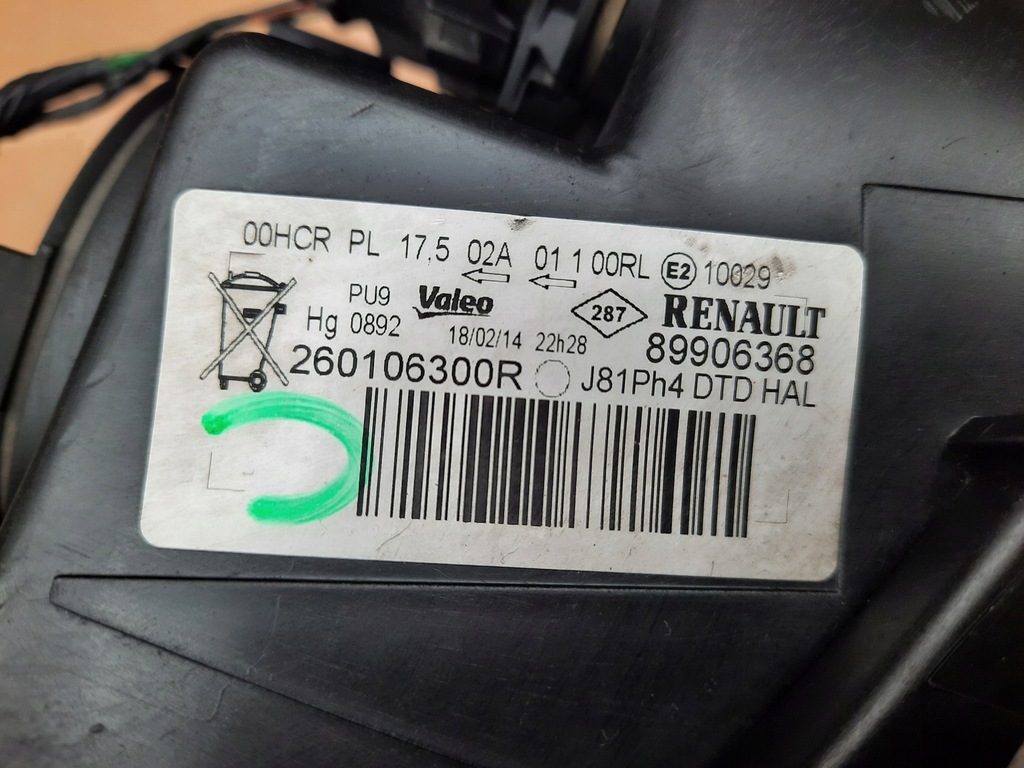 00HCR PL 17,5 02A 01 1 00RL E2 10029
PU9 Valeo 287 RENAULT
Hg 0892 18/02/14 22h28 89906368
260106300R J81Ph4 DTD HAL